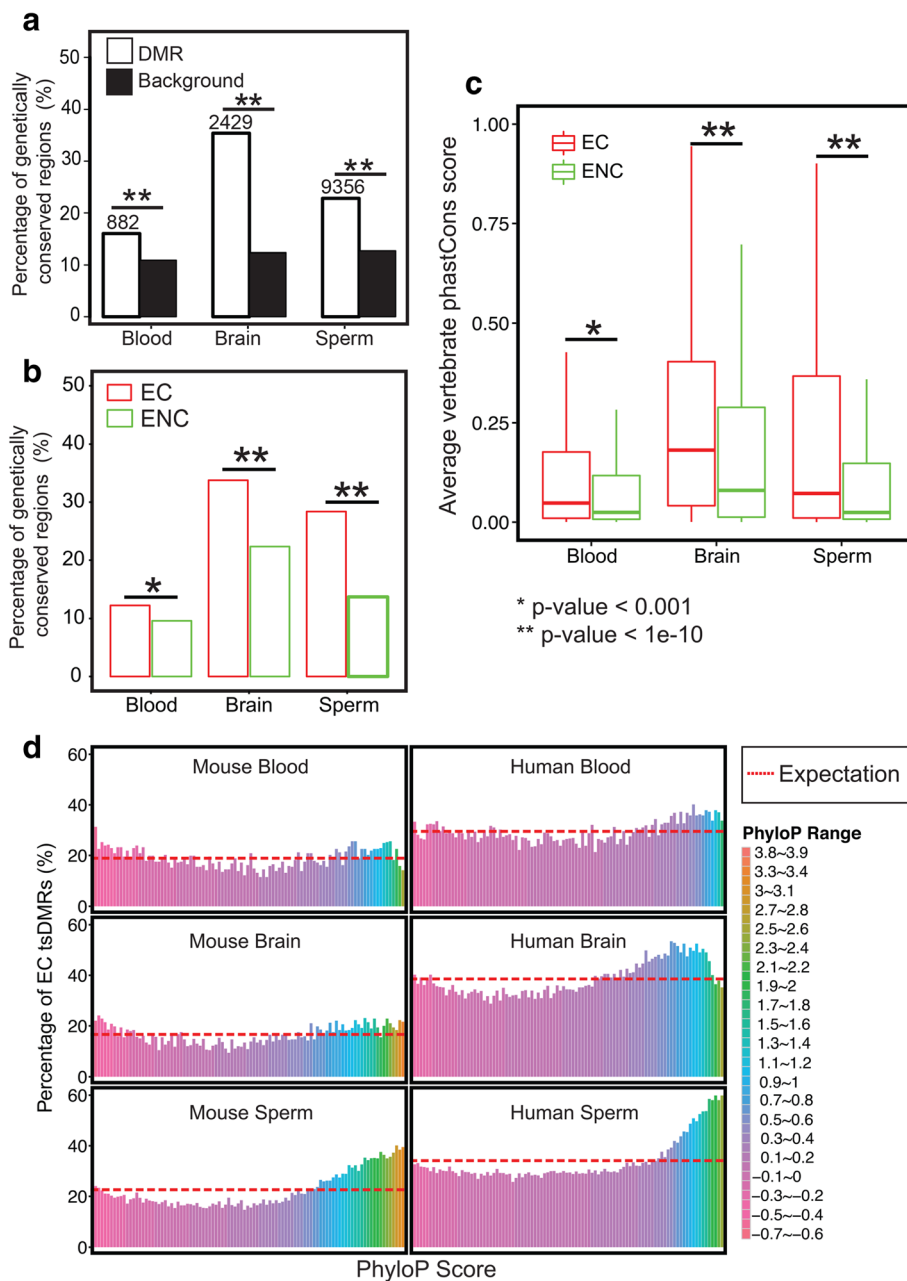 a
50
40
30
20
10
0
Percentage of genetically
conserved regions (%)
DMR
Background
882
**
2429
**
9356
**
Blood
Brain
Sperm
b
50
40
30
20
10
0
Percentage of genetically
conserved regions (%)
EC
ENC
*
**
**
Blood
Brain
Sperm
c
1.00
0.75
0.50
0.25
0.00
Average vertebrate phastCons score
EC
ENC
*
**
**
Blood
Brain
Sperm
* p-value < 0.001
** p-value < 1e-10
d
Percentage of EC tsDMRs (%)
60
40
20
0
Mouse Blood
Human Blood
60
40
20
0
Mouse Brain
Human Brain
60
40
20
0
Mouse Sperm
Human Sperm
PhyloP Score
Expectation
PhyloP Range
3.8~3.9
3.3~3.4
3~3.1
2.7~2.8
2.5~2.6
2.3~2.4
2.1~2.2
1.9~2
1.7~1.8
1.5~1.6
1.3~1.4
1.1~1.2
0.9~1
0.7~0.8
0.5~0.6
0.3~0.4
0.1~0.2
−0.1~0
−0.3~−0.2
−0.5~−0.4
−0.7~−0.6